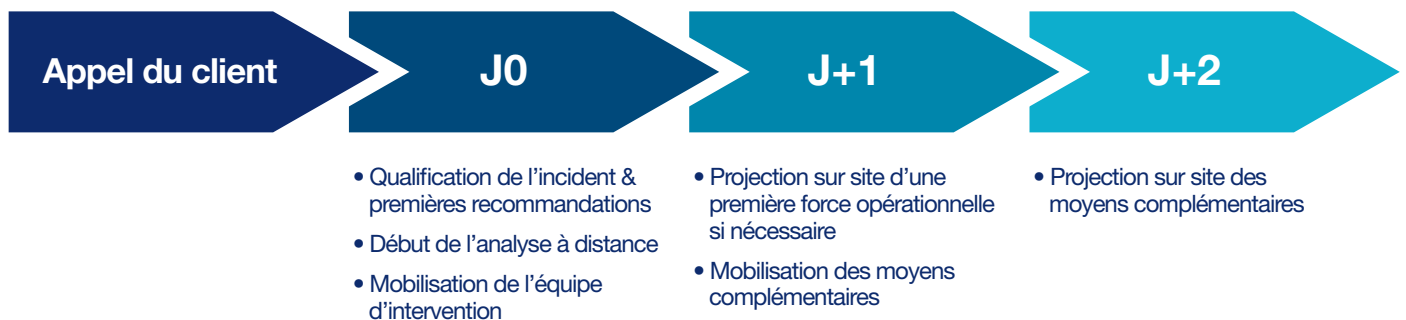 Appel du client
J0
J+1
J+2
• Qualification de l’incident &
premières recommandations
• Début de l’analyse à distance
• Mobilisation de l’équipe
d’intervention
• Projection sur site d’une
première force opérationnelle
si nécessaire
• Mobilisation des moyens
complémentaires
• Projection sur site des
moyens complémentaires